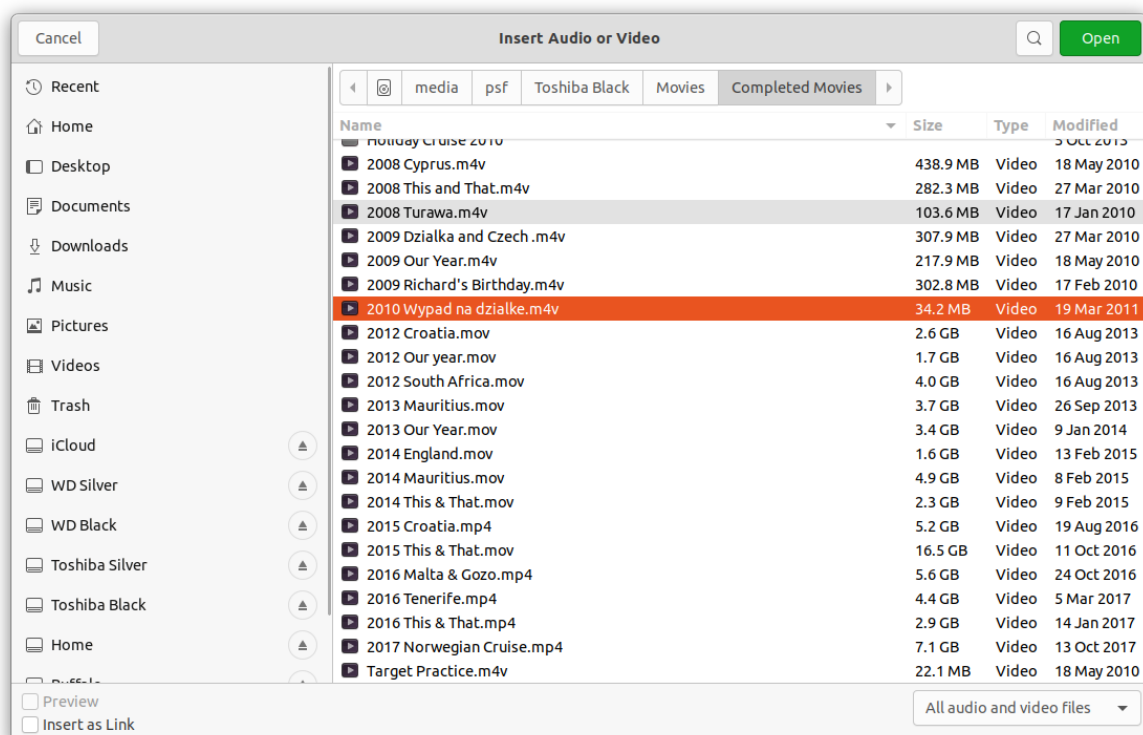 Cancel
Insert Audio or Video
Open
Recent
Home
Desktop
Documents
Downloads
Music
Pictures
Videos
Trash
iCloud
WD Silver
WD Black
Toshiba Silver
Toshiba Black
Home
media psf Toshiba Black Movies Completed Movies
Name Size Type Modified
Holiday Cruise 2010 3 Oct 2013
2008 Cyprus.m4v 438.9 MB Video 18 May 2010
2008 This and That.m4v 282.3 MB Video 27 Mar 2010
2008 Turawa.m4v 103.6 MB Video 17 Jan 2010
2009 Dzialka and Czech .m4v 307.9 MB Video 27 Mar 2010
2009 Our Year.m4v 217.9 MB Video 18 May 2010
2009 Richard's Birthday.m4v 302.8 MB Video 17 Feb 2010
2010 Wypad na dzialke.m4v 34.2 MB Video 19 Mar 2011
2012 Croatia.mov 2.6 GB Video 16 Aug 2013
2012 Our year.mov 1.7 GB Video 16 Aug 2013
2012 South Africa.mov 4.0 GB Video 16 Aug 2013
2013 Mauritius.mov 3.7 GB Video 26 Sep 2013
2013 Our Year.mov 3.4 GB Video 9 Jan 2014
2014 England.mov 1.6 GB Video 13 Feb 2015
2014 Mauritius.mov 4.9 GB Video 8 Feb 2015
2014 This & That.mov 2.3 GB Video 9 Feb 2015
2015 Croatia.mp4 5.2 GB Video 19 Aug 2016
2015 This & That.mov 16.5 GB Video 11 Oct 2016
2016 Malta & Gozo.mp4 5.6 GB Video 24 Oct 2016
2016 Tenerife.mp4 4.4 GB Video 5 Mar 2017
2016 This & That.mp4 2.9 GB Video 14 Jan 2017
2017 Norwegian Cruise.mp4 7.1 GB Video 13 Oct 2017
Target Practice.m4v 22.1 MB Video 18 May 2010
Preview
Insert as Link
All audio and video files